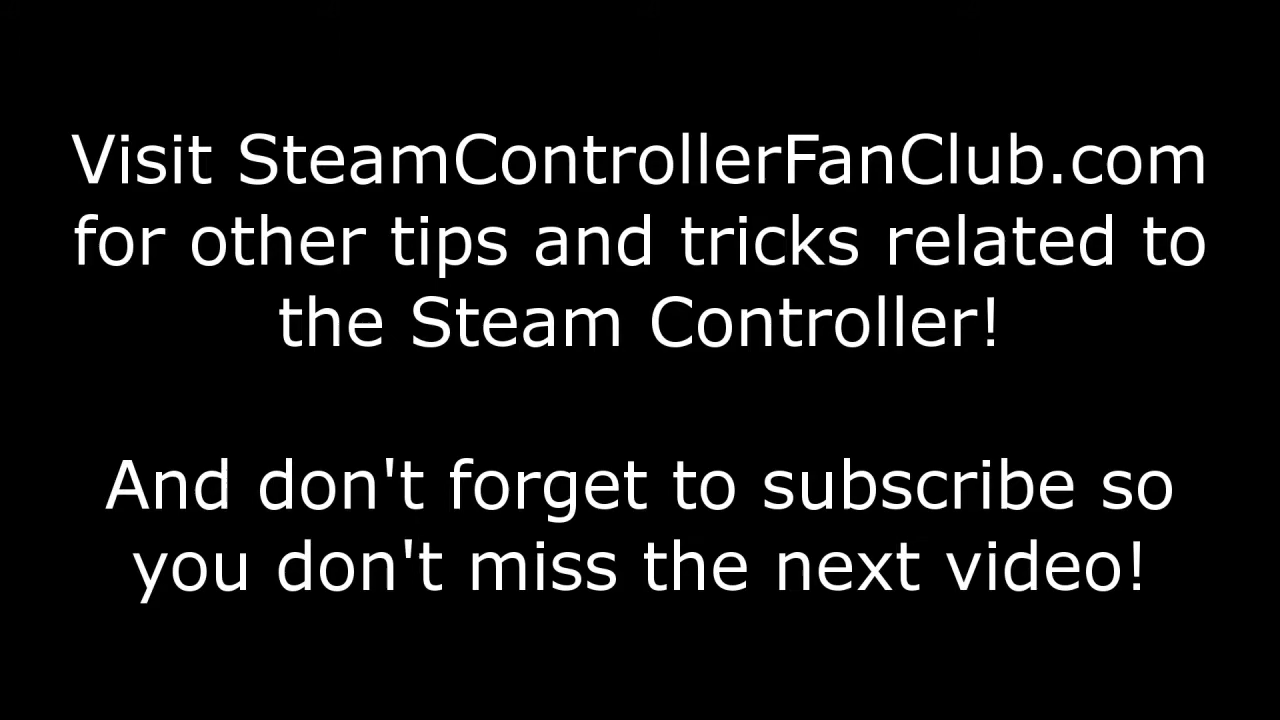 Visit SteamControllerFanClub.com
for other tips and tricks related to
the Steam Controller!
And don't forget to subscribe so
you don't miss the next video!